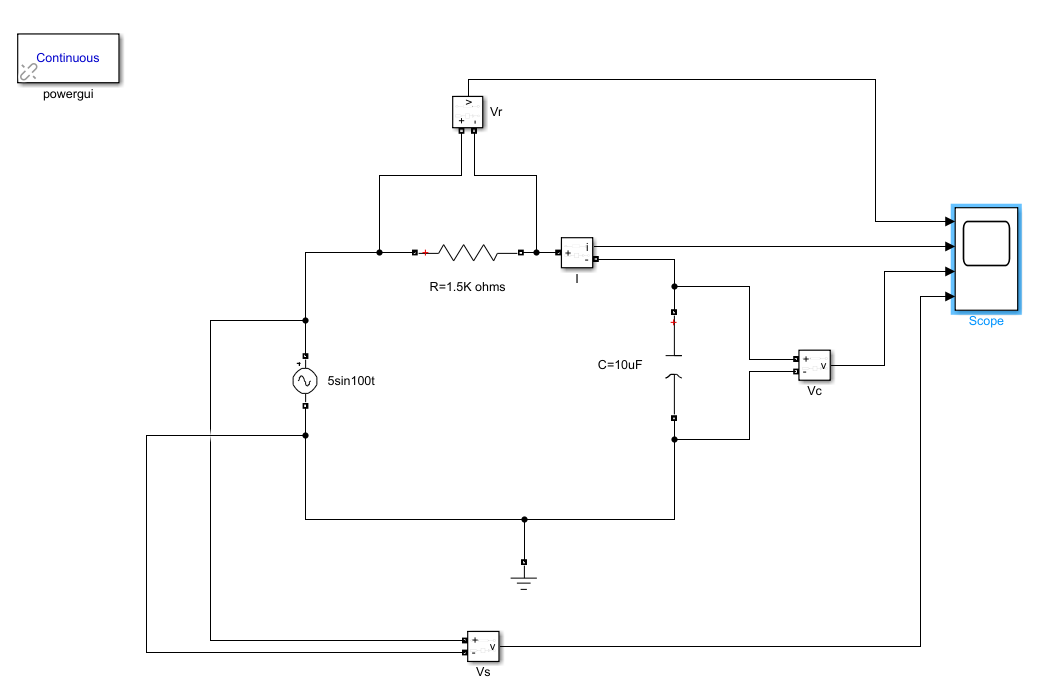 Continuous
powergui
v
+ -
Vr
+ i
-
I
R=1.5K ohms
Scope
+
5sin100t
C=10uF
+ v
-
Vc
+ v
-
Vs